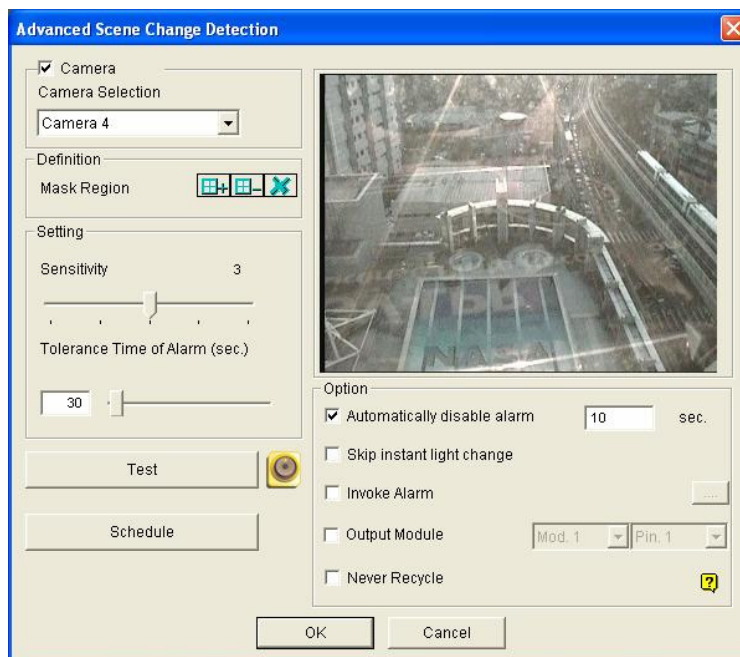 Advanced Scene Change Detection
Camera
Camera Selection
Camera 4
Definition
Mask Region
Setting
Sensitivity 3
Tolerance Time of Alarm (sec.)
30
Test
Schedule
Option
Automatically disable alarm 10 sec.
Skip instant light change
Invoke Alarm ....
Output Module Mod. 1 Pin. 1
Never Recycle
?
OK Cancel